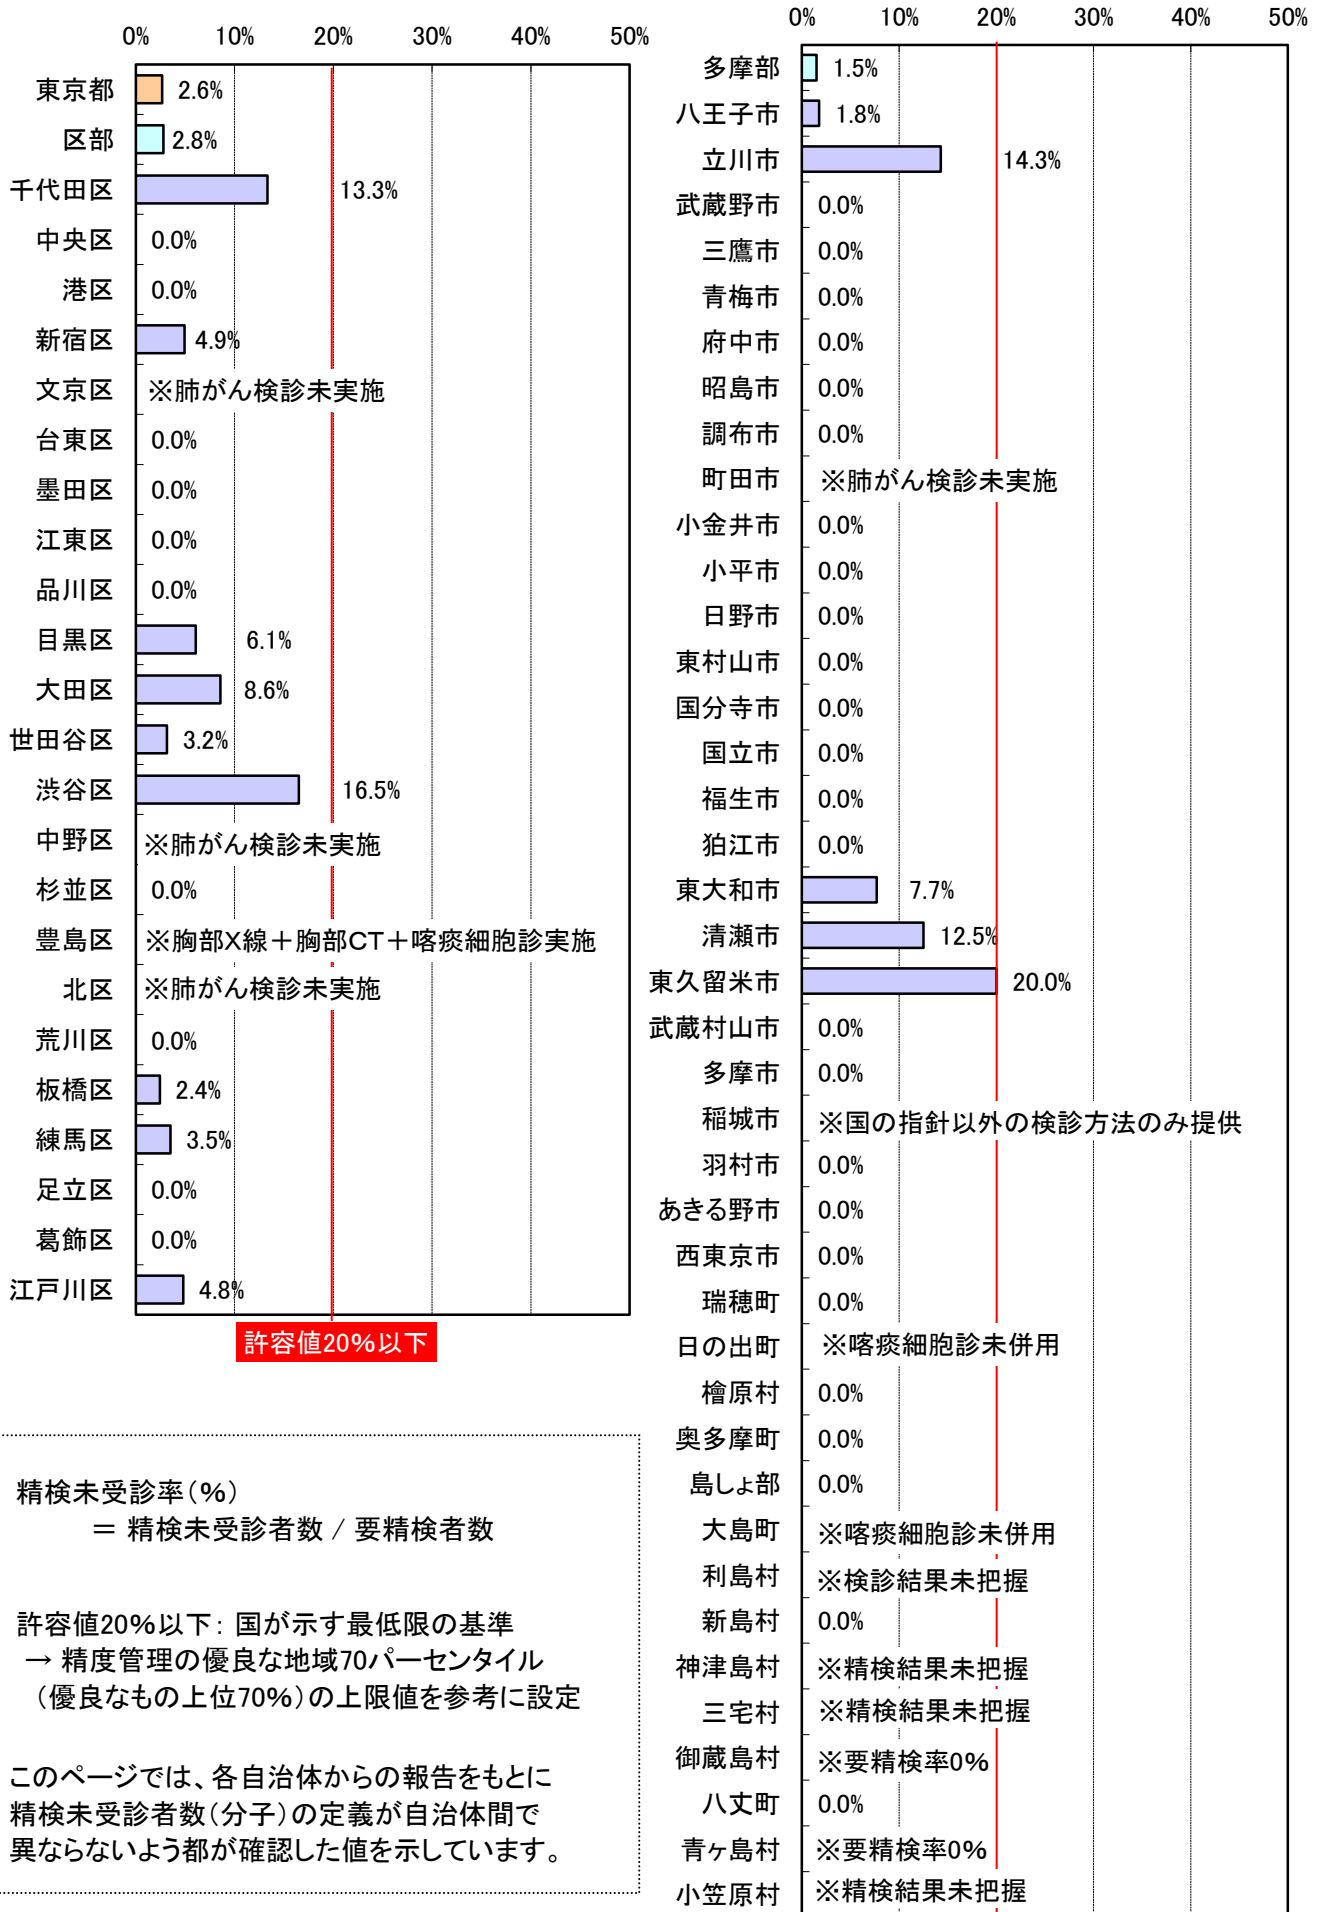 0% 10% 20% 30% 40% 50%
東京都 2.6%
区部 2.8%
千代田区 13.3%
中央区 0.0%
港区 0.0%
新宿区 4.9%
文京区 ※肺がん検診未実施
台東区 0.0%
墨田区 0.0%
江東区 0.0%
品川区 0.0%
目黒区 6.1%
大田区 8.6%
世田谷区 3.2%
渋谷区 16.5%
中野区 ※肺がん検診未実施
杉並区 0.0%
豊島区 ※胸部X線＋胸部CT＋喀痰細胞診実施
北区 ※肺がん検診未実施
荒川区 0.0%
板橋区 2.4%
練馬区 3.5%
足立区 0.0%
葛飾区 0.0%
江戸川区 4.8%
許容値20%以下
精検未受診率（%）
＝ 精検未受診者数 / 要精検者数
許容値20%以下： 国が示す最低限の基準
→ 精度管理の優良な地域70パーセンタイル
（優良なもの上位70%）の上限値を参考に設定
このページでは、各自治体からの報告をもとに
精検未受診者数（分子）の定義が自治体間で
異ならないよう都が確認した値を示しています。
0% 10% 20% 30% 40% 50%
多摩部 1.5%
八王子市 1.8%
立川市 14.3%
武蔵野市 0.0%
三鷹市 0.0%
青梅市 0.0%
府中市 0.0%
昭島市 0.0%
調布市 0.0%
町田市 ※肺がん検診未実施
小金井市 0.0%
小平市 0.0%
日野市 0.0%
東村山市 0.0%
国分寺市 0.0%
国立市 0.0%
福生市 0.0%
狛江市 0.0%
東大和市 7.7%
清瀬市 12.5%
東久留米市 20.0%
武蔵村山市 0.0%
多摩市 0.0%
稲城市 ※国の指針以外の検診方法のみ提供
羽村市 0.0%
あきる野市 0.0%
西東京市 0.0%
瑞穂町 0.0%
日の出町 ※喀痰細胞診未併用
檜原村 0.0%
奥多摩町 0.0%
島しょ部 0.0%
大島町 ※喀痰細胞診未併用
利島村 ※検診結果未把握
新島村 0.0%
神津島村 ※精検結果未把握
三宅村 ※精検結果未把握
御蔵島村 ※要精検率0%
八丈町 0.0%
青ヶ島村 ※要精検率0%
小笠原村 ※精検結果未把握